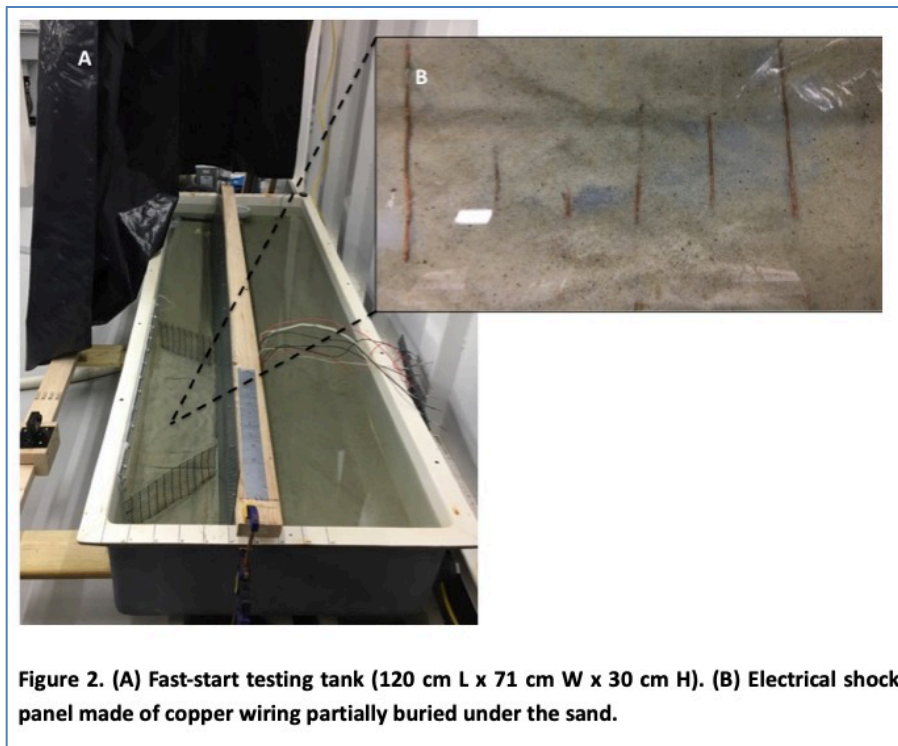 A
B
Figure 2. (A) Fast-start testing tank (120 cm L x 71 cm W x 30 cm H). (B) Electrical shock
panel made of copper wiring partially buried under the sand.